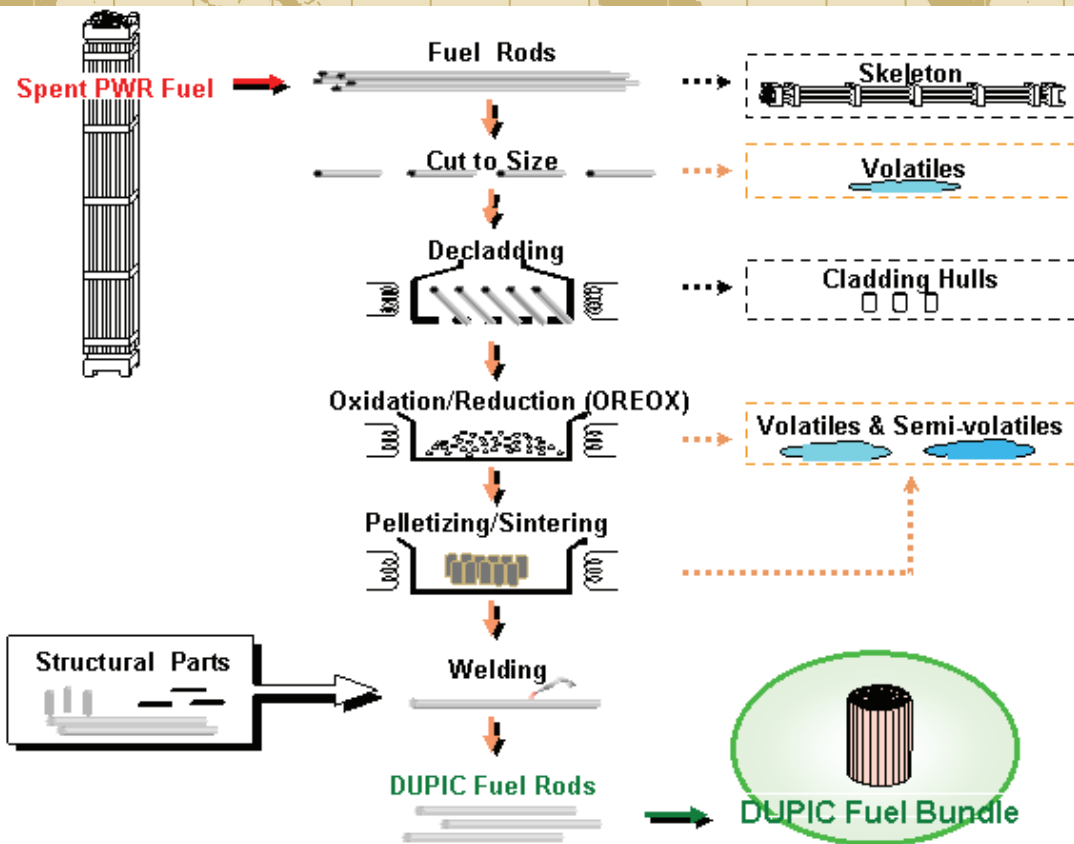 Fuel Rods
Spent PWR Fuel
Skeleton
Cut to Size
Volatiles
Decladding
Cladding Hulls
Oxidation/Reduction (OREOX)
Volatiles & Semi-volatiles
Pelletizing/Sintering
Structural Parts
Welding
DUPIC Fuel Rods
DUPIC Fuel Bundle